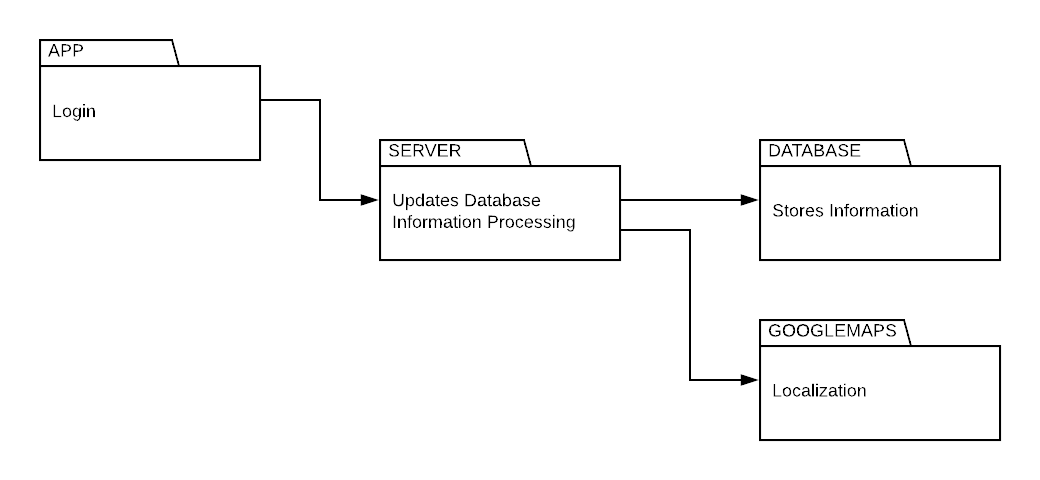 APP
Login
SERVER
Updates Database
Information Processing
DATABASE
Stores Information
GOOGLEMAPS
Localization